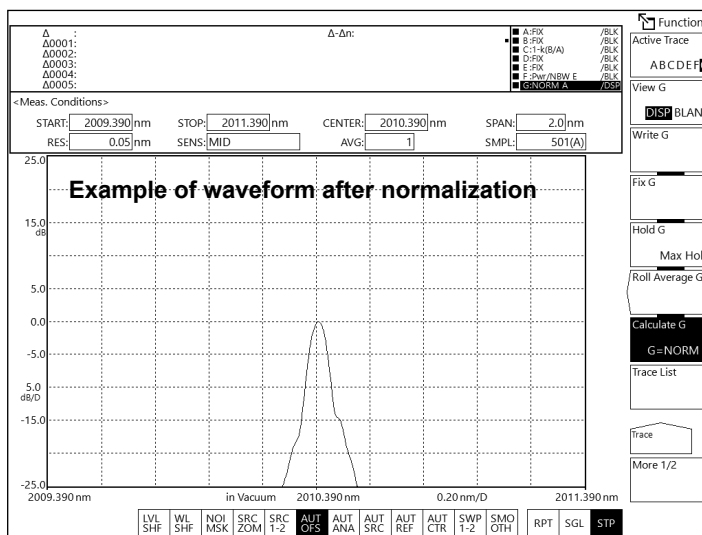 Function
Δ :
Δ0001:
Δ0002:
Δ0003:
Δ0004:
Δ0005:
Δ-Δn:
A:FIX /BLK
B:FIX /BLK
C:1-k(B/A) /BLK
D:FIX /BLK
E:FIX /BLK
F:Pwr/NBW E /BLK
G:NORM A /DSP
Active Trace
ABCDEF
View G
DISP BLAN
<Meas. Conditions>
START: 2009.390 nm STOP: 2011.390 nm CENTER: 2010.390 nm SPAN: 2.0 nm
RES: 0.05 nm SENS: MID AVG: 1 SMPL: 501(A)
Write G
Fix G
Hold G
Max Hol
Roll Average G
Calculate G
G=NORM
Trace List
Trace
More 1/2
25.0
Example of waveform after normalization
15.0
dB
5.0
0.0
-5.0
5.0
dB/D
-15.0
-25.0
2009.390 nm in Vacuum 2010.390 nm 0.20 nm/D 2011.390 nm
LVL SHF WL SHF NOI MSK SRC ZOM SRC 1-2 AUT OFS AUT ANA AUT SRC AUT REF AUT CTR SWP 1-2 SMO OTH RPT SGL STP